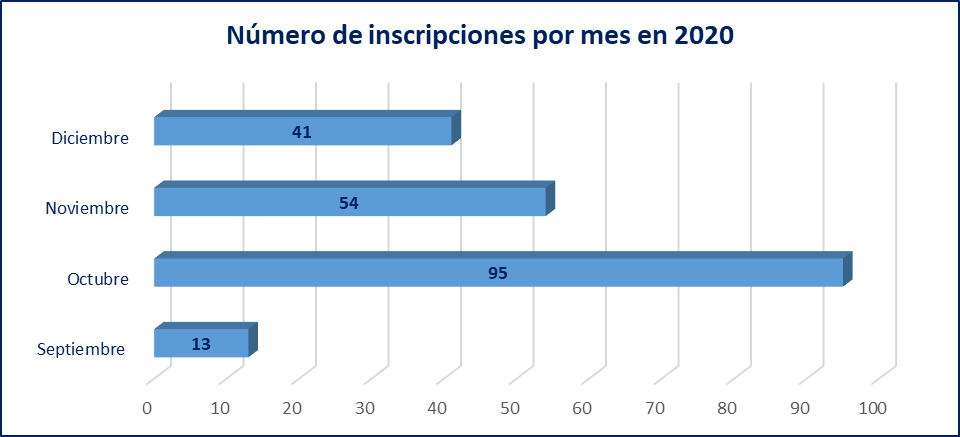 Número de inscripciones por mes en 2020
Diciembre
41
Noviembre
54
Octubre
95
Septiembre
13
0 10 20 30 40 50 60 70 80 90 100